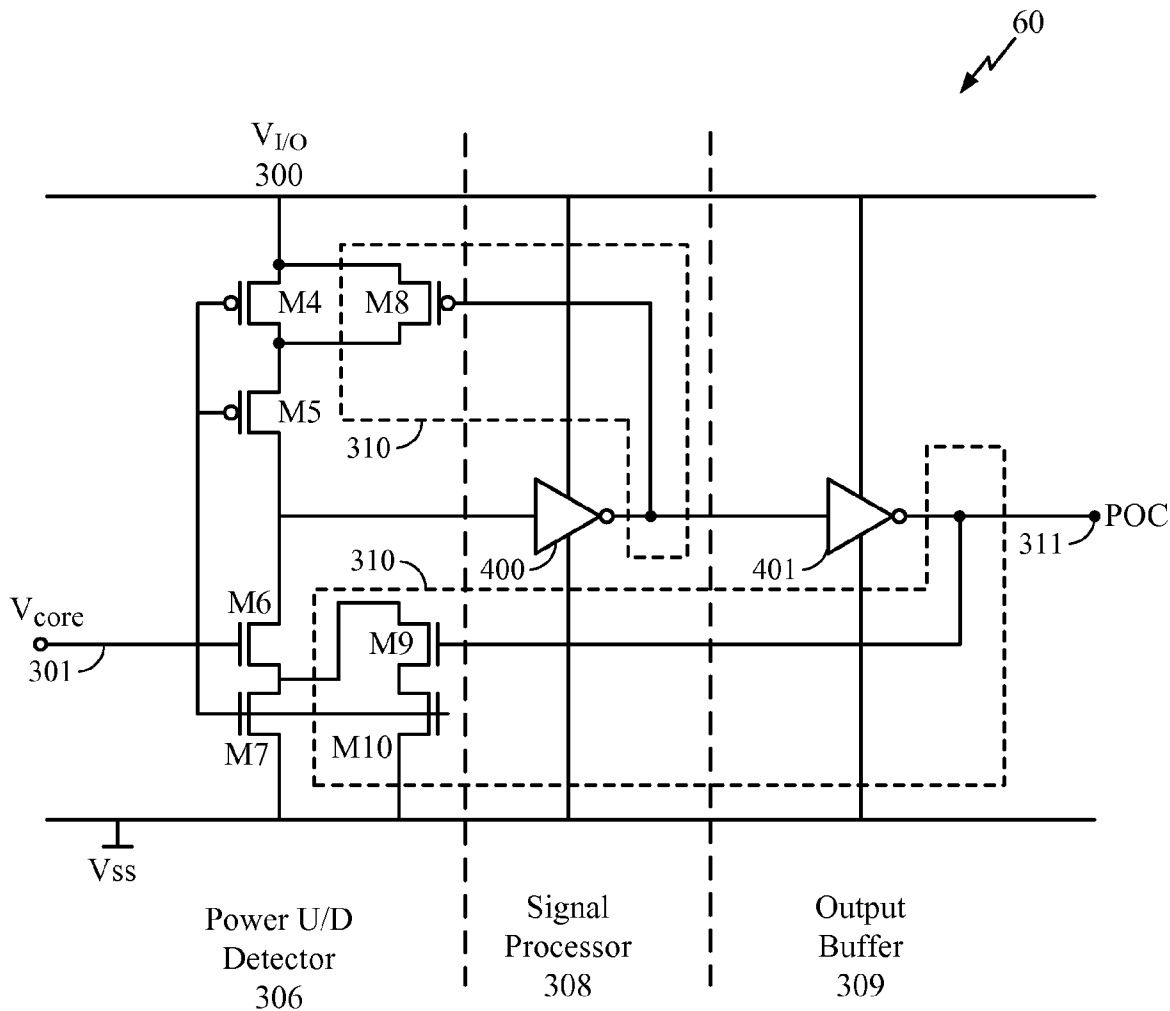 60
V_I/O
300
M4
M8
M5
310
400
401
311
POC
310
V_core
301
M6
M9
M7
M10
Vss
Power U/D
Detector
306
Signal
Processor
308
Output
Buffer
309